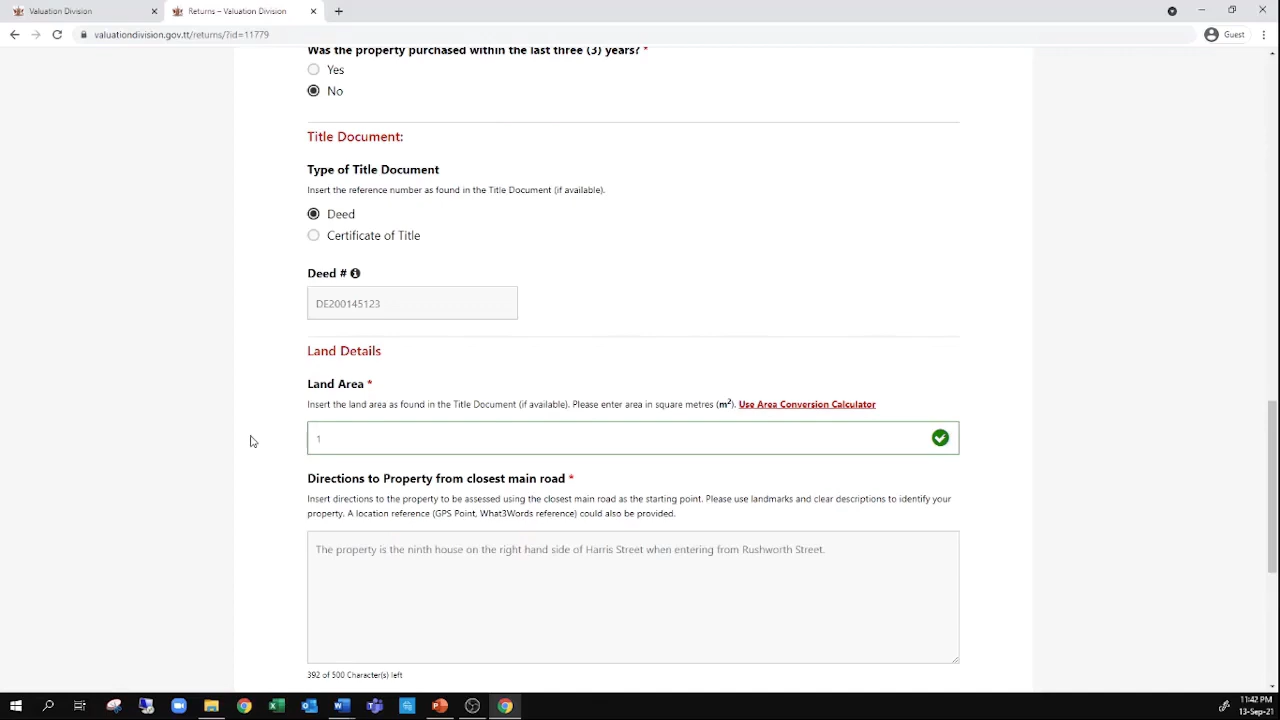 Valuation Division
Returns – Valuation Division
valuationdivision.gov.tt/returns/?id=11779
Guest
Was the property purchased within the last three (3) years? *
Yes
No
Title Document:
Type of Title Document
Insert the reference number as found in the Title Document (if available).
Deed
Certificate of Title
Deed #
DE200145123
Land Details
Land Area *
Insert the land area as found in the Title Document (if available). Please enter area in square metres (m²). Use Area Conversion Calculator
1
Directions to Property from closest main road *
Insert directions to the property to be assessed using the closest main road as the starting point. Please use landmarks and clear descriptions to identify your
property. A location reference (GPS Point, What3Words reference) could also be provided.
The property is the ninth house on the right hand side of Harris Street when entering from Rushworth Street.
392 of 500 Character(s) left
11:42 PM
13-Sep-21